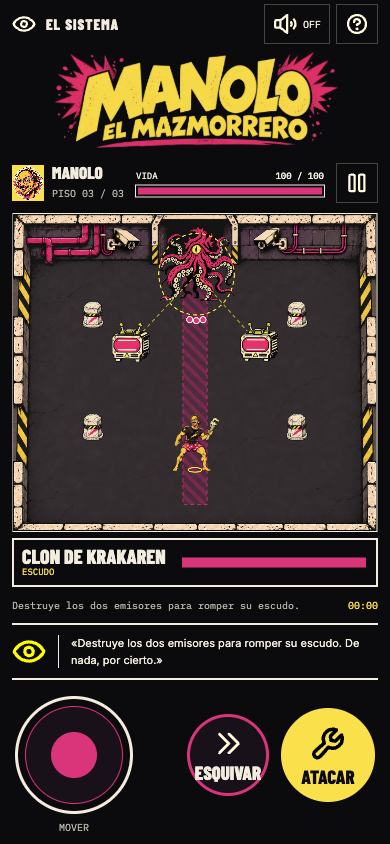 EL SISTEMA
OFF
MANOLO
EL MAZMORRERO
MANOLO
VIDA
100 / 100
PISO 03 / 03
CLON DE KRAKAREN
ESCUDO
Destruye los dos emisores para romper su escudo.
00:00
«Destruye los dos emisores para romper su escudo. De
nada, por cierto.»
ESQUIVAR
ATACAR
MOVER